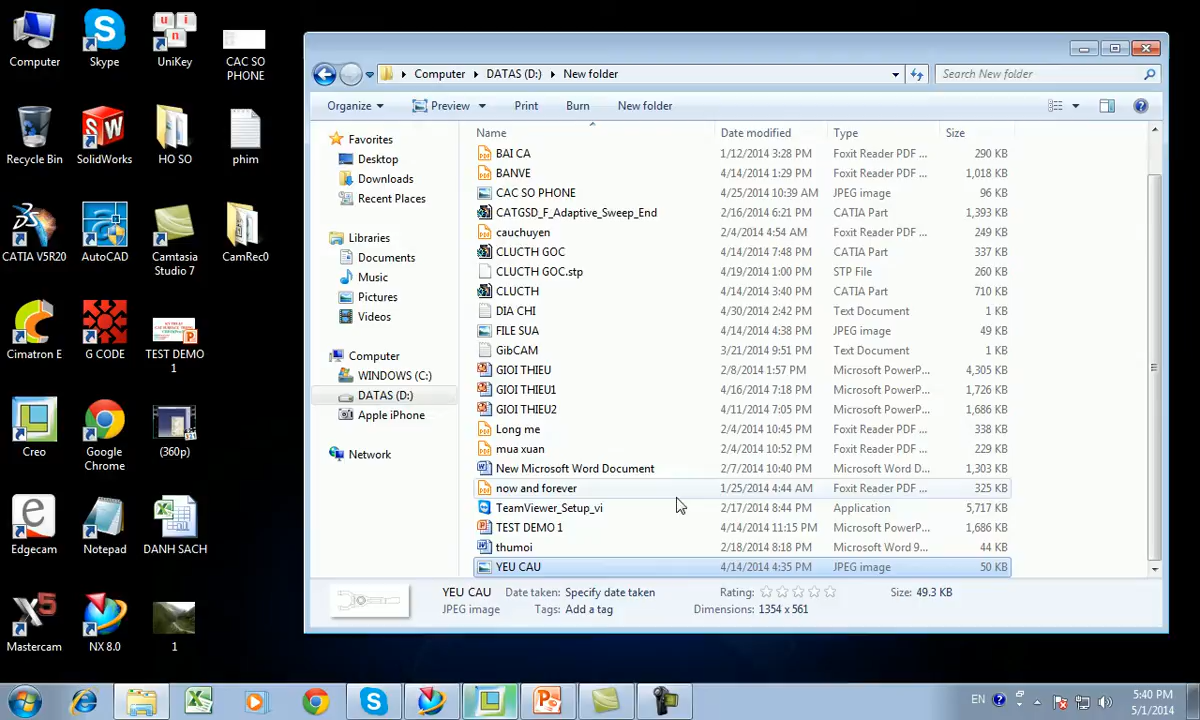 Computer
Skype
UniKey
CAC SO PHONE
Recycle Bin
SolidWorks
HO SO
phim
CATIA V5R20
AutoCAD
Camtasia Studio 7
CamRec0
Cimatron E
G CODE
TEST DEMO 1
Creo
Google Chrome
(360p)
Edgecam
Notepad
DANH SACH
Mastercam
NX 8.0
1
Computer DATAS (D:) New folder
Search New folder
Organize Preview Print Burn New folder
Favorites
Desktop
Downloads
Recent Places
Libraries
Documents
Music
Pictures
Videos
Computer
WINDOWS (C:)
DATAS (D:)
Apple iPhone
Network
Name Date modified Type Size
BAI CA 1/12/2014 3:28 PM Foxit Reader PDF ... 290 KB
BANVE 4/14/2014 1:29 PM Foxit Reader PDF ... 1,018 KB
CAC SO PHONE 4/25/2014 10:39 AM JPEG image 96 KB
CATGSD_F_Adaptive_Sweep_End 2/16/2014 6:21 PM CATIA Part 1,393 KB
cauchuyen 2/4/2014 4:54 AM Foxit Reader PDF ... 249 KB
CLUCTH GOC 4/14/2014 7:48 PM CATIA Part 337 KB
CLUCTH GOC.stp 4/19/2014 1:00 PM STP File 260 KB
CLUCTH 4/14/2014 3:40 PM CATIA Part 710 KB
DIA CHI 4/30/2014 2:42 PM Text Document 1 KB
FILE SUA 4/14/2014 4:38 PM JPEG image 49 KB
GibCAM 3/21/2014 9:51 PM Text Document 1 KB
GIOI THIEU 2/8/2014 1:57 PM Microsoft PowerP... 4,305 KB
GIOI THIEU1 4/16/2014 7:18 PM Microsoft PowerP... 1,726 KB
GIOI THIEU2 4/11/2014 7:05 PM Microsoft PowerP... 1,686 KB
Long me 2/4/2014 10:45 PM Foxit Reader PDF ... 338 KB
mua xuan 2/4/2014 10:52 PM Foxit Reader PDF ... 229 KB
New Microsoft Word Document 2/7/2014 10:40 PM Microsoft Word D... 1,303 KB
now and forever 1/25/2014 4:44 AM Foxit Reader PDF ... 325 KB
TeamViewer_Setup_vi 2/17/2014 8:44 PM Application 5,717 KB
TEST DEMO 1 4/14/2014 11:15 PM Microsoft PowerP... 1,686 KB
thumoi 2/18/2014 8:18 PM Microsoft Word 9... 44 KB
YEU CAU 4/14/2014 4:35 PM JPEG image 50 KB
YEU CAU Date taken: Specify date taken Rating: Size: 49.3 KB
JPEG image Tags: Add a tag Dimensions: 1354 x 561
EN
5:40 PM
5/1/2014